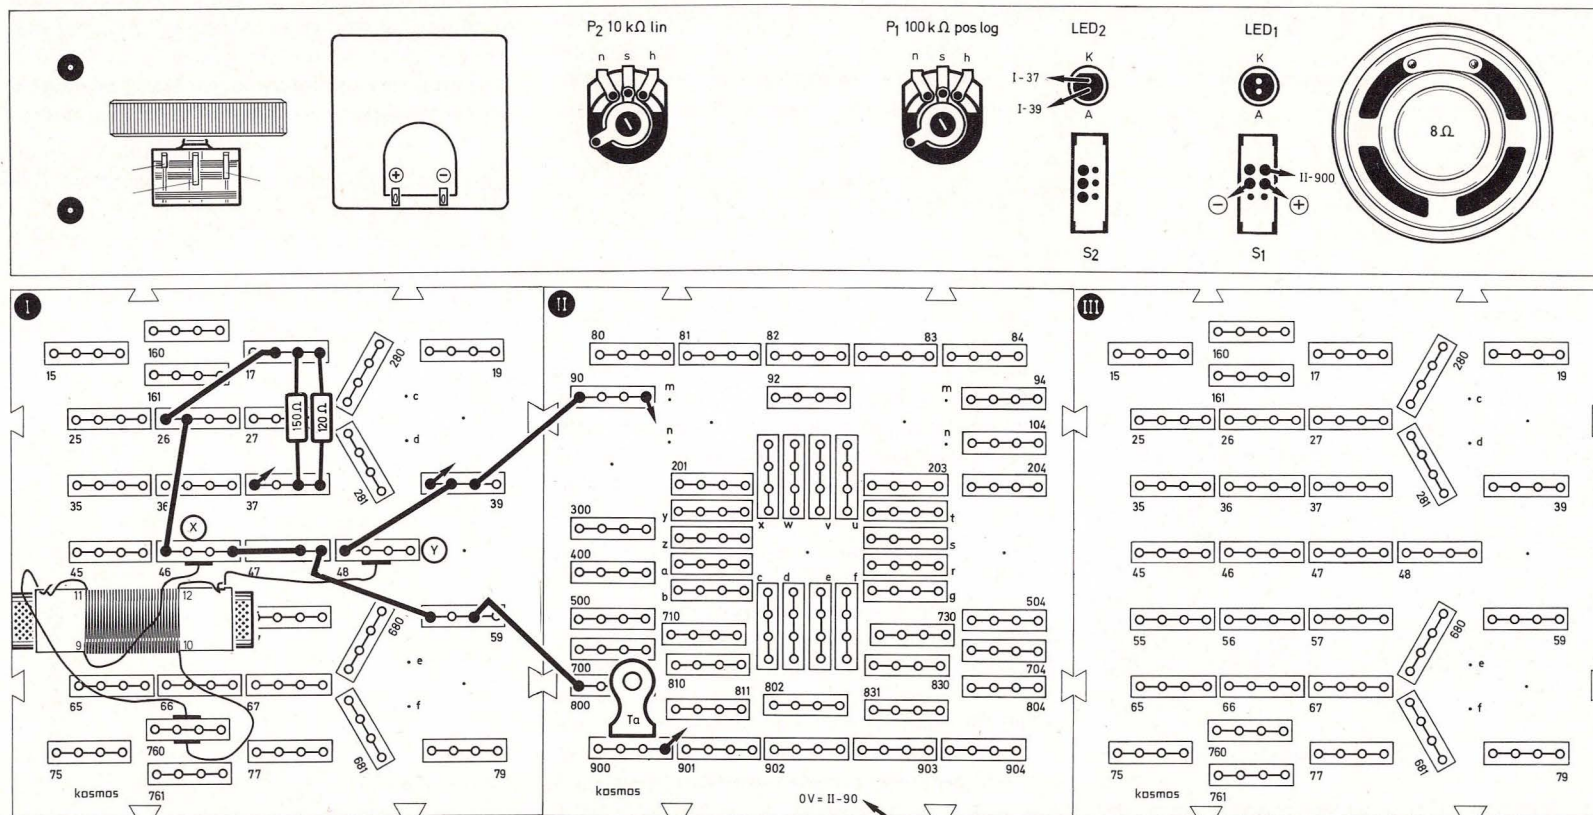 P2 10 kΩ lin
n s h
P1 100 kΩ pos log
n s h
LED2
K
I-37
I-39
A
S2
LED1
K
A
II-900
− +
S1
8 Ω
+ −
I
160
15
161
17
280
19
c
25
26
27
150 Ω
120 Ω
d
35
36
37
281
39
X
Y
45
46
47
48
11
12
9
10
680
59
e
65
66
67
f
760
75
77
681
79
761
kosmos
II
80
81
82
83
84
90
m
92
m
94
n
n
104
201
203
204
y
x w v u
t
300
z
s
400
a
c d e f
r
b
g
500
710
730
504
700
810
830
704
800
811
802
831
804
Ta
900
901
902
903
904
kosmos
0V = II-90
III
15
160
161
17
280
19
c
25
26
27
d
35
36
37
281
39
45
46
47
48
55
56
57
680
59
e
65
66
67
f
760
75
77
681
79
761
kosmos